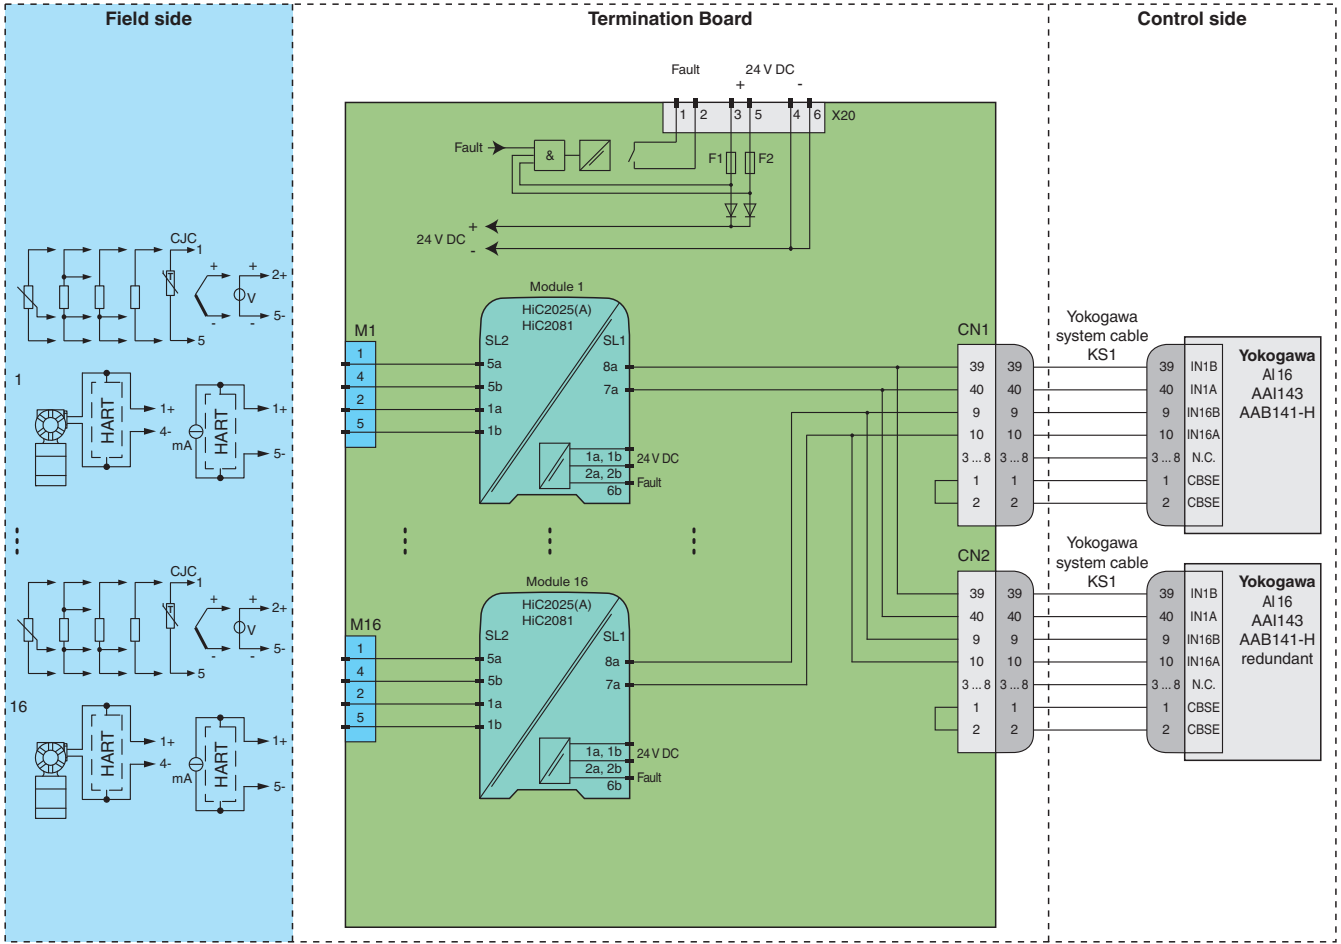 Field side
Termination Board
Control side
Fault
24 V DC
+
-
1 2 3 5 4 6
X20
Fault
&
F1
F2
+
24 V DC
-
CJC
1
+
-
+
V
-
2+
5-
5
1
HART
1+
4-
mA
HART
1+
5-
M1
1
4
2
5
Module 1
HiC2025(A)
HiC2081
SL2
SL1
5a
5b
1a
1b
8a
7a
1a, 1b
24 V DC
2a, 2b
Fault
6b
CN1
39 39
40 40
9 9
10 10
3 ... 8 3 ... 8
1 1
2 2
Yokogawa
system cable
KS1
39 IN1B
40 IN1A
9 IN16B
10 IN16A
3 ... 8 N.C.
1 CBSE
2 CBSE
Yokogawa
AI 16
AAI143
AAB141-H
CJC
1
+
-
+
V
-
2+
5-
5
16
HART
1+
4-
mA
HART
1+
5-
M16
1
4
2
5
Module 16
HiC2025(A)
HiC2081
SL2
SL1
5a
5b
1a
1b
8a
7a
1a, 1b
24 V DC
2a, 2b
Fault
6b
CN2
39 39
40 40
9 9
10 10
3 ... 8 3 ... 8
1 1
2 2
Yokogawa
system cable
KS1
39 IN1B
40 IN1A
9 IN16B
10 IN16A
3 ... 8 N.C.
1 CBSE
2 CBSE
Yokogawa
AI 16
AAI143
AAB141-H
redundant